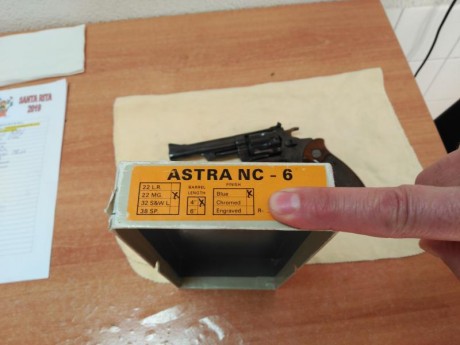 SANTA RITA
2019
ASTRA NC - 6
22 L.R.
22 MG.
32 S&W L.
38 SP.
BARREL
LENGTH
4"
6"
FINISH
Blue
Chromed
Engraved